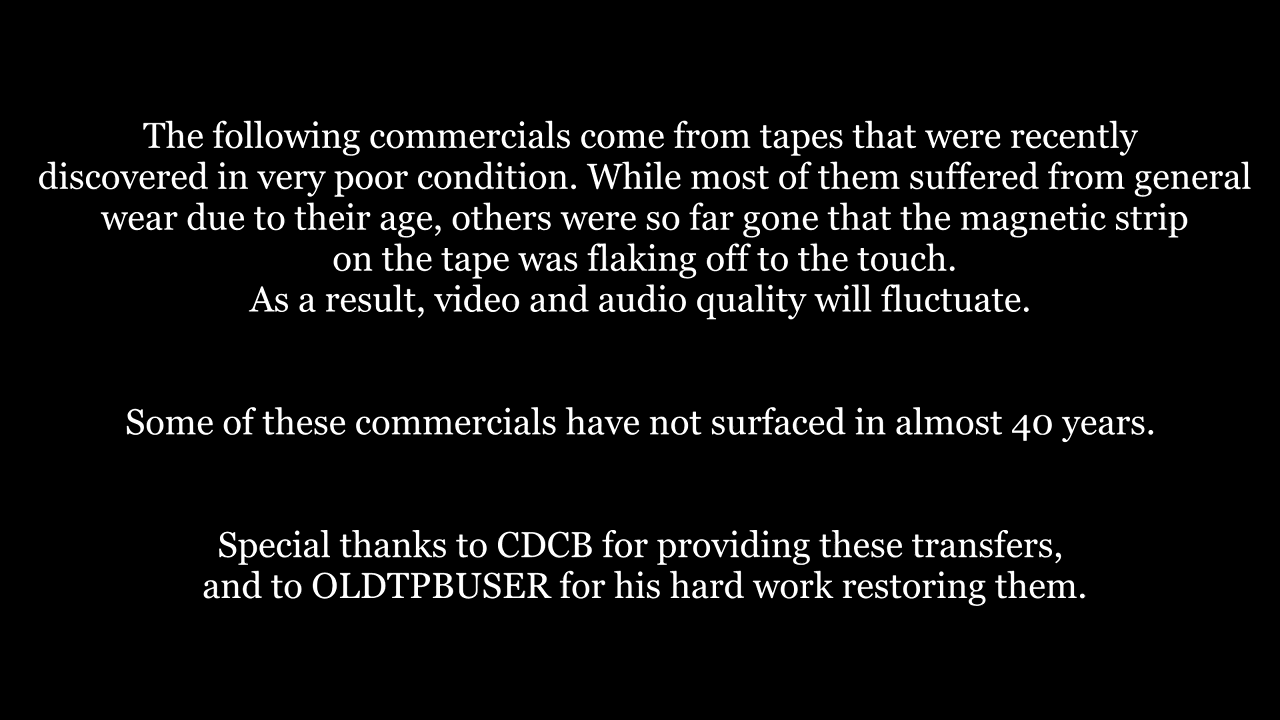 The following commercials come from tapes that were recently
discovered in very poor condition. While most of them suffered from general
wear due to their age, others were so far gone that the magnetic strip
on the tape was flaking off to the touch.
As a result, video and audio quality will fluctuate.
Some of these commercials have not surfaced in almost 40 years.
Special thanks to CDCB for providing these transfers,
and to OLDTPBUSER for his hard work restoring them.